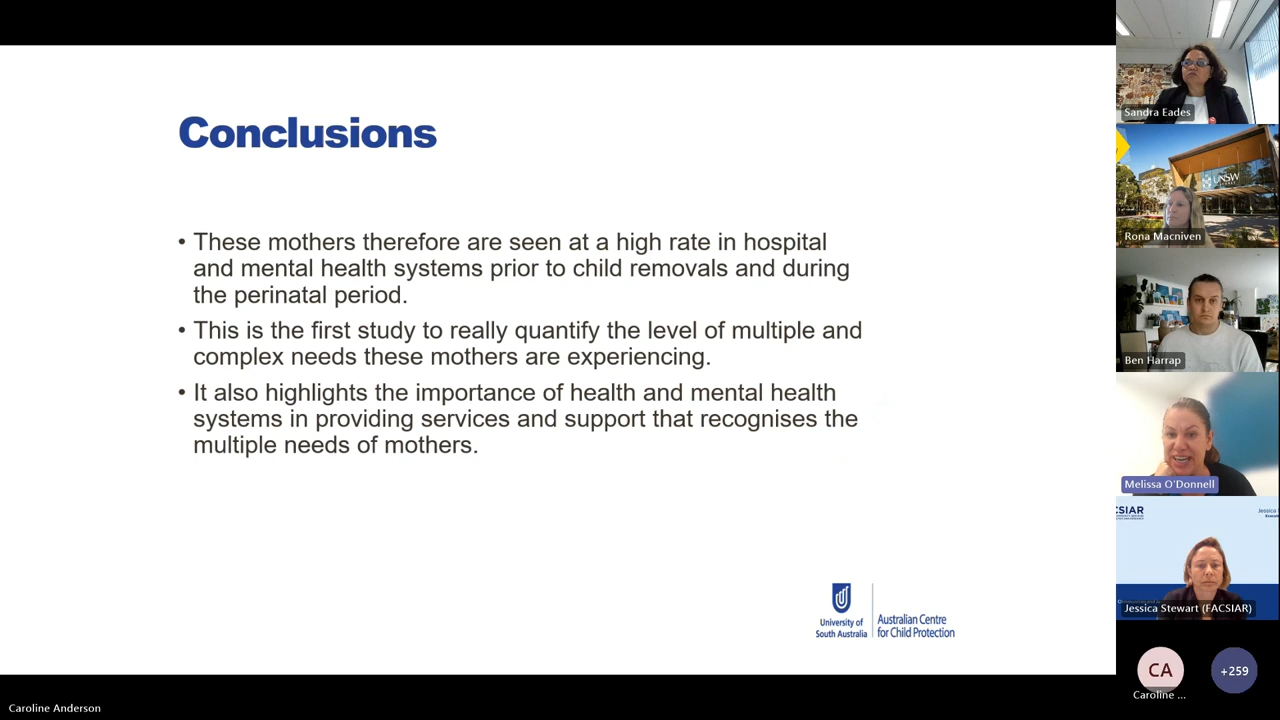 Conclusions
• These mothers therefore are seen at a high rate in hospital
and mental health systems prior to child removals and during
the perinatal period.
• This is the first study to really quantify the level of multiple and
complex needs these mothers are experiencing.
• It also highlights the importance of health and mental health
systems in providing services and support that recognises the
multiple needs of mothers.
University of
South Australia
Australian Centre
for Child Protection
Caroline Anderson
Sandra Eades
UNSW
Rona Macniven
Ben Harrap
Melissa O'Donnell
CSIAR
Jessica
Jessica Stewart (FACSIAR)
CA
+259
Caroline ...